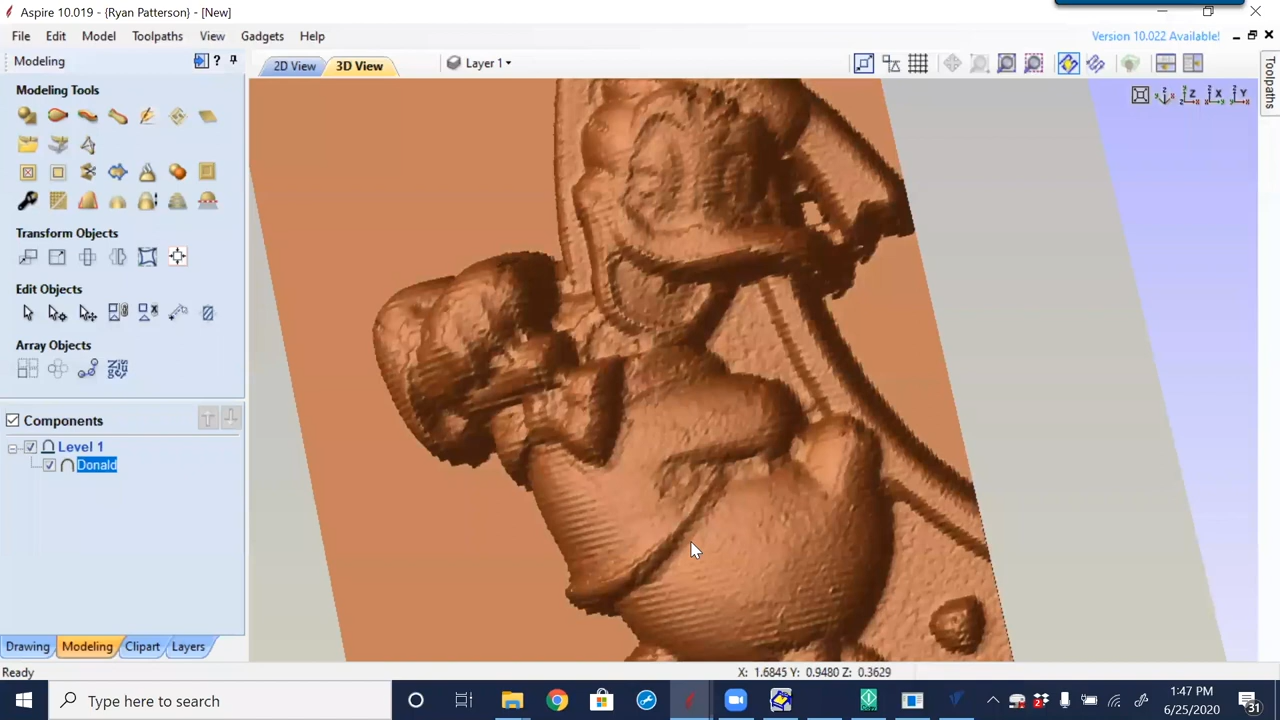 Aspire 10.019 - {Ryan Patterson} - [New]
File Edit Model Toolpaths View Gadgets Help
Version 10.022 Available!
Modeling
2D View 3D View Layer 1
Toolpaths
Modeling Tools
Transform Objects
Edit Objects
Array Objects
Components
Level 1
Donald
Drawing Modeling Clipart Layers
Ready
X: 1.6845 Y: 0.9480 Z: 0.3629
Type here to search
1:47 PM
6/25/2020
31